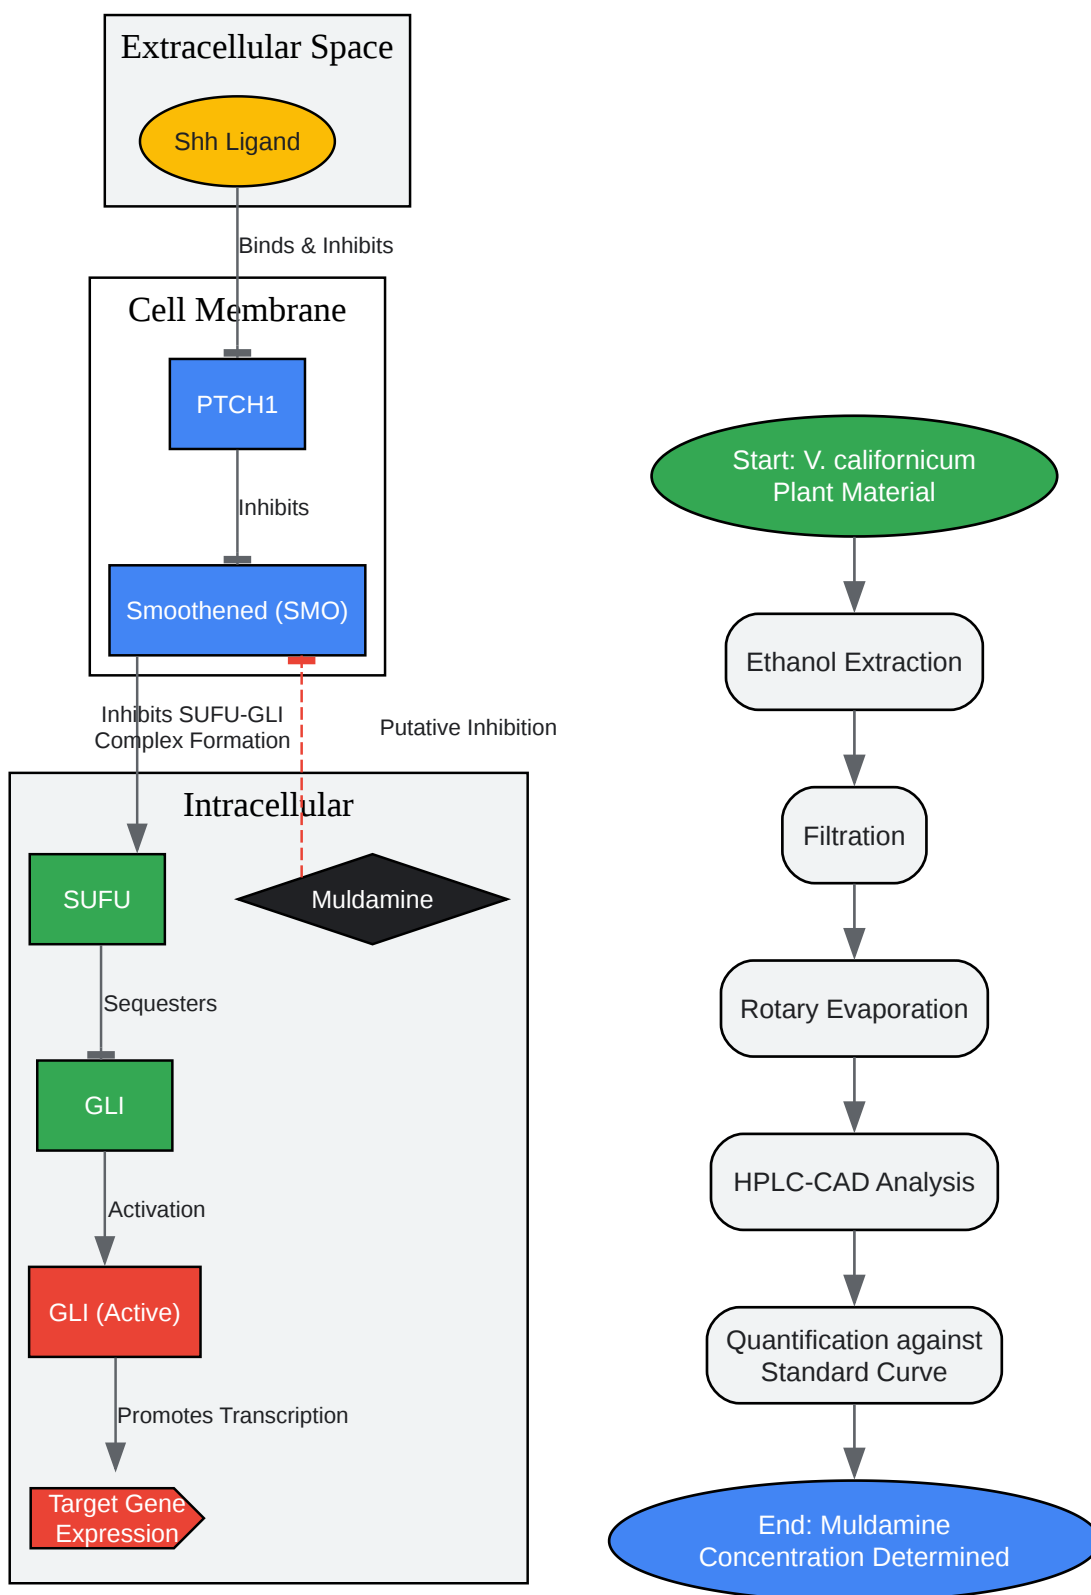 Extracellular Space
Shh Ligand
Binds & Inhibits
Cell Membrane
PTCH1
Inhibits
Smoothened (SMO)
Inhibits SUFU-GLI
Complex Formation
Putative Inhibition
Intracellular
SUFU
Muldamine
Sequesters
GLI
Activation
GLI (Active)
Promotes Transcription
Target Gene
Expression
Start: V. californicum
Plant Material
Ethanol Extraction
Filtration
Rotary Evaporation
HPLC-CAD Analysis
Quantification against
Standard Curve
End: Muldamine
Concentration Determined